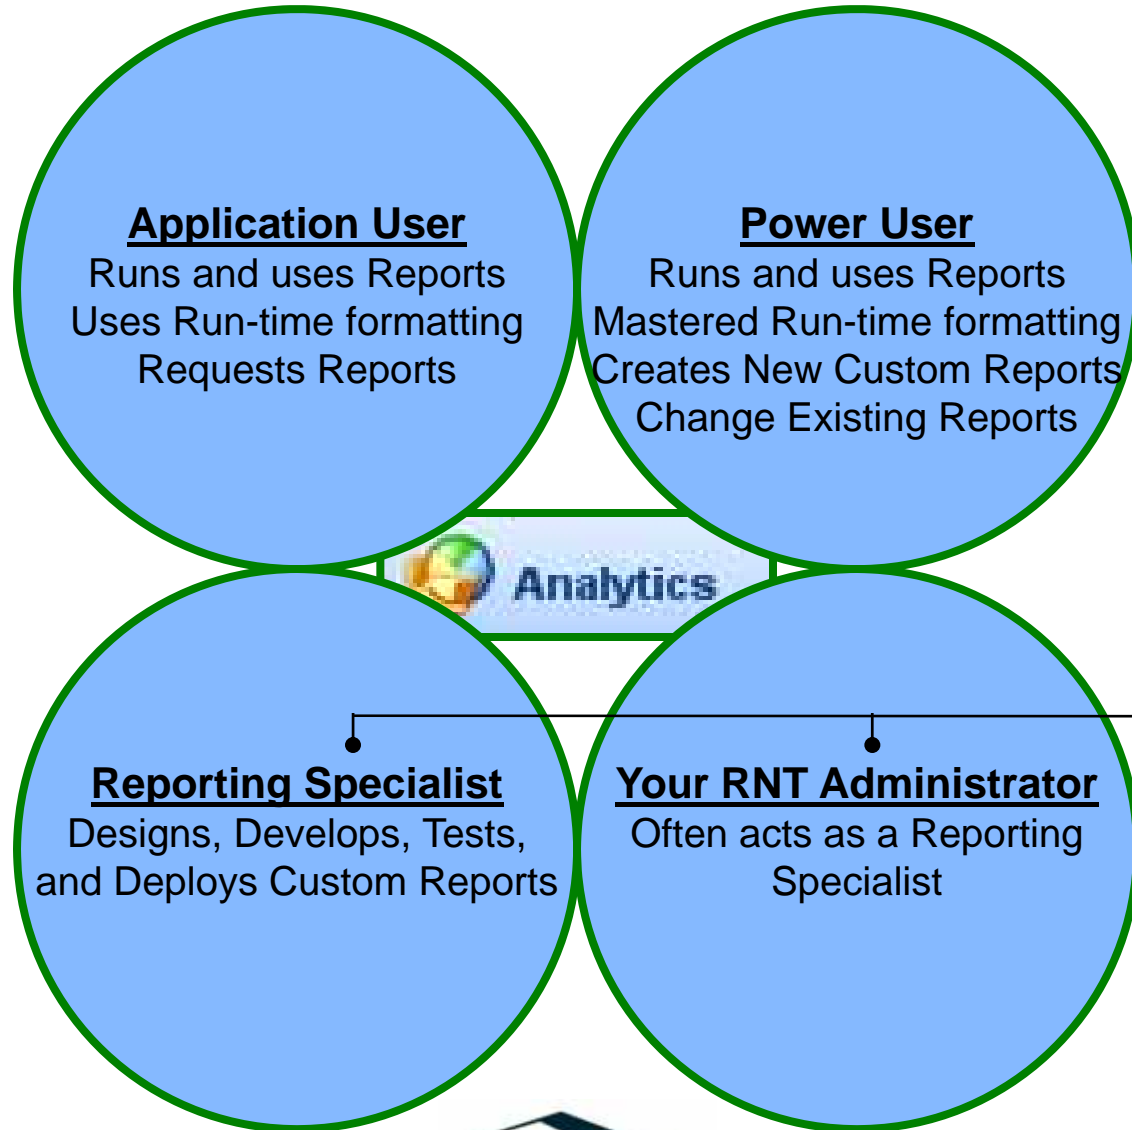 Application User
Runs and uses Reports
Uses Run-time formatting
Requests Reports
Power User
Runs and uses Reports
Mastered Run-time formatting
Creates New Custom Reports
Change Existing Reports
Analytics
Reporting Specialist
Designs, Develops, Tests,
and Deploys Custom Reports
Your RNT Administrator
Often acts as a Reporting
Specialist